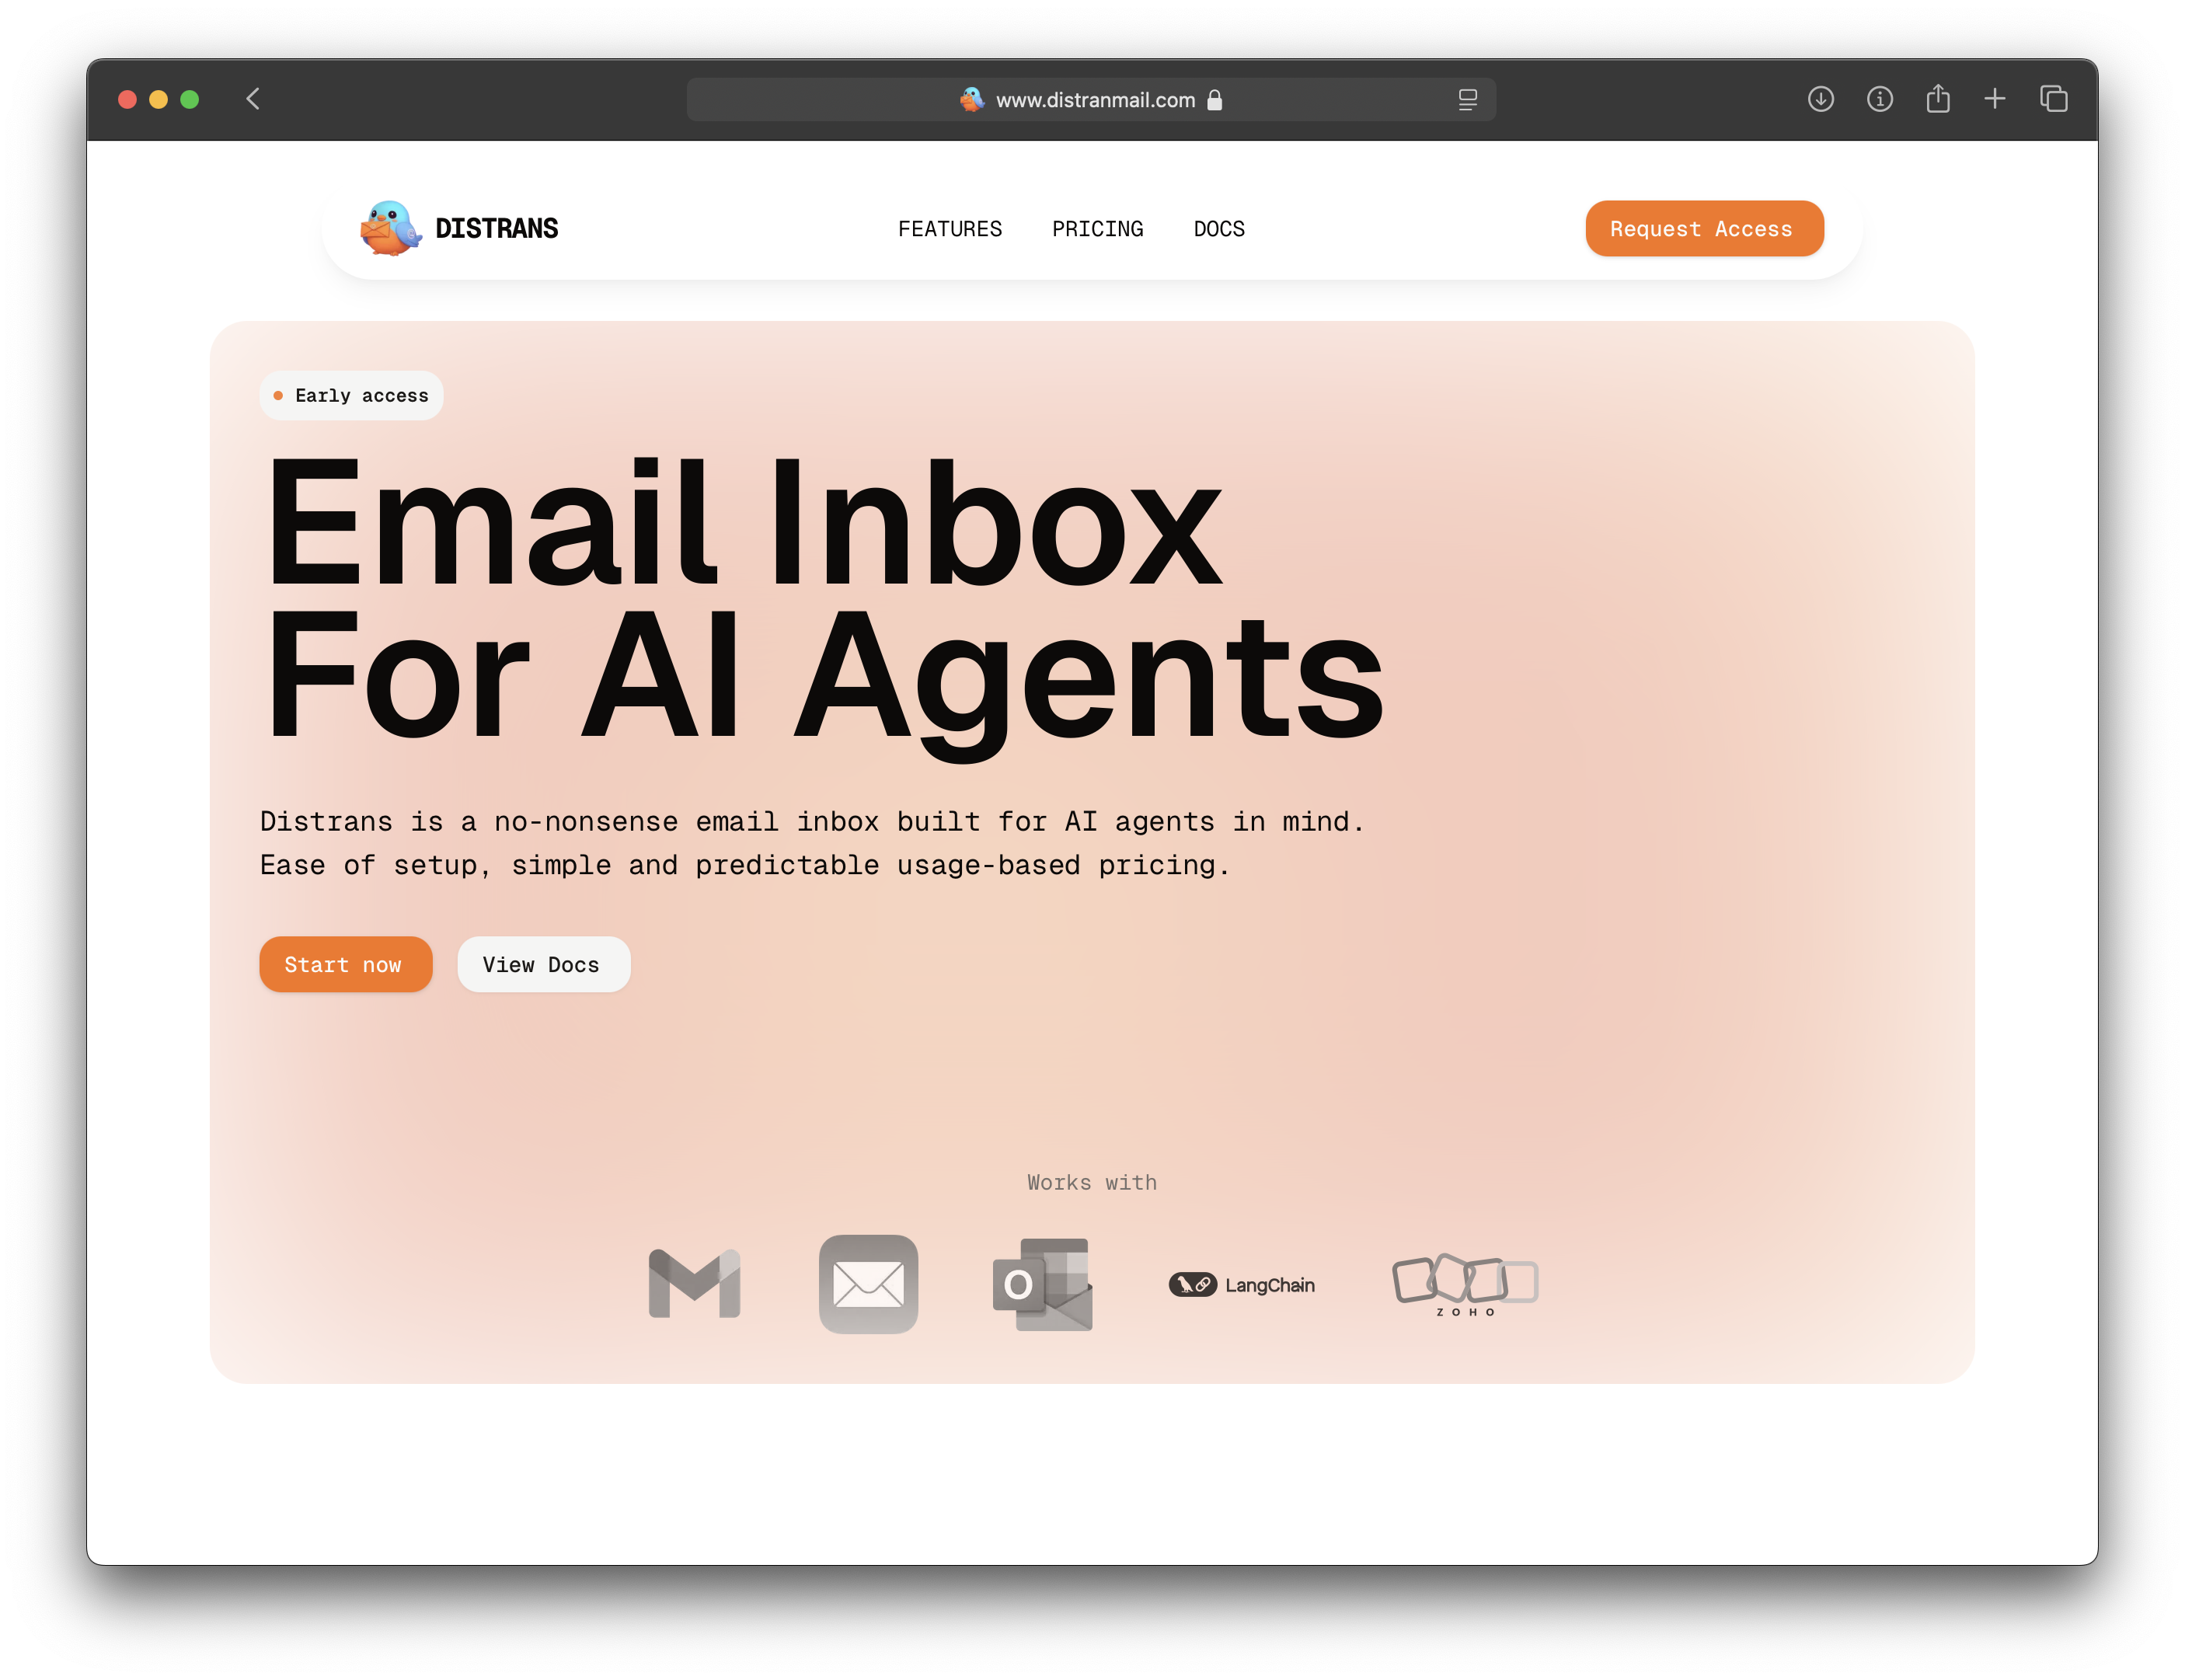 www.distranmail.com
DISTRANS
FEATURES
PRICING
DOCS
Request Access
Early access
Email Inbox
For AI Agents
Distrans is a no-nonsense email inbox built for AI agents in mind.
Ease of setup, simple and predictable usage-based pricing.
Start now
View Docs
Works with
LangChain
ZOHO